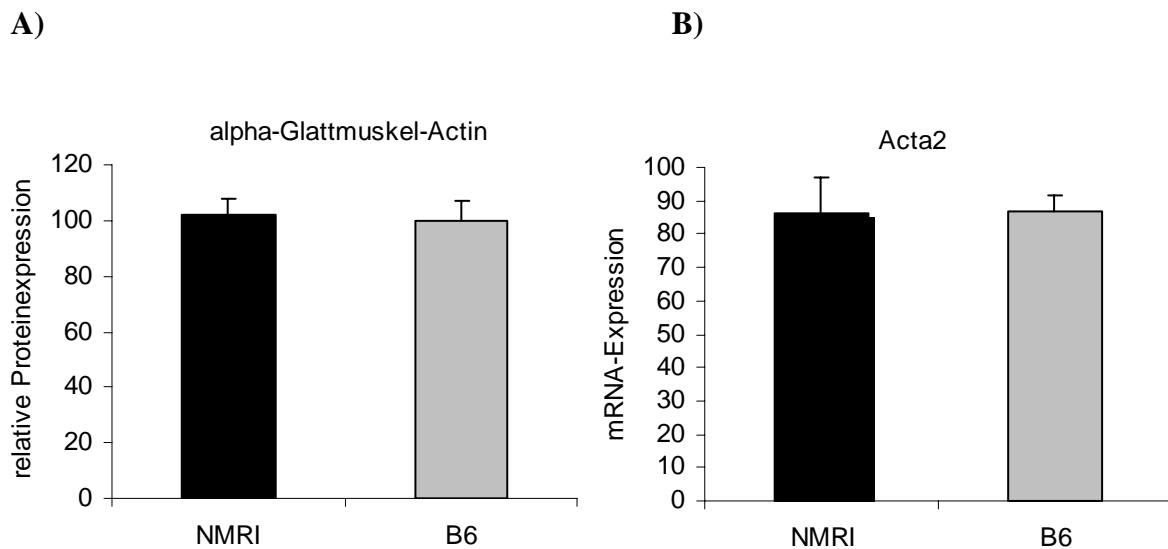 A)
B)
alpha-Glattmuskel-Actin
relative Proteinexpression
120
100
80
60
40
20
0
NMRI
B6
Acta2
mRNA-Expression
100
90
80
70
60
50
40
30
20
10
0
NMRI
B6